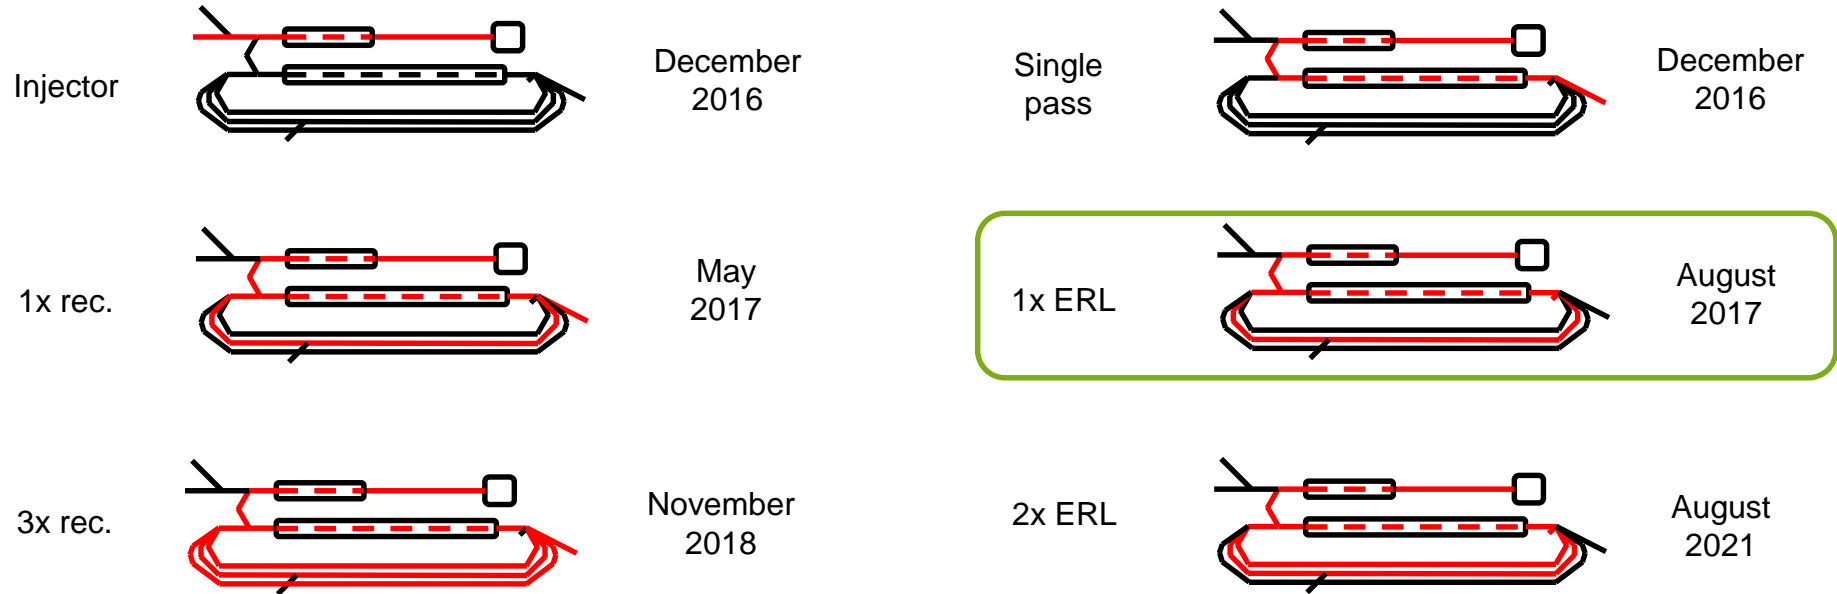 Injector
December
2016
Single
pass
December
2016
1x rec.
May
2017
1x ERL
August
2017
3x rec.
November
2018
2x ERL
August
2021